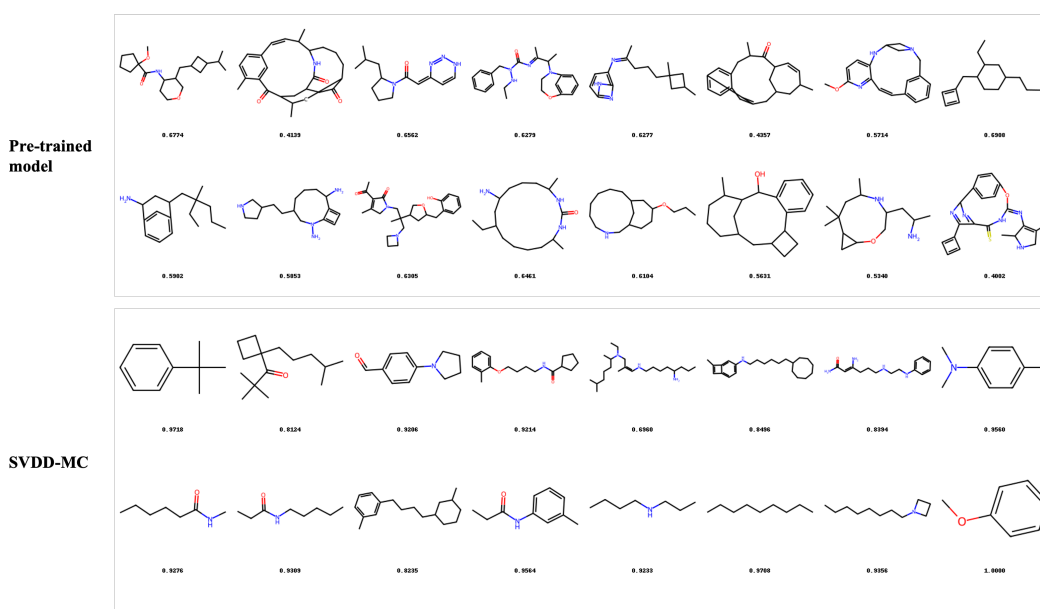 Pre-trained
model
0.6774 0.4139 0.6562 0.6279 0.6277 0.4357 0.5714 0.6908
0.5902 0.5853 0.6305 0.6461 0.6104 0.5631 0.5340 0.4082
SVDD-MC
0.9718 0.8124 0.9206 0.9214 0.6960 0.8496 0.8394 0.9560
0.9276 0.9309 0.8235 0.9564 0.9233 0.9708 0.9356 1.0000